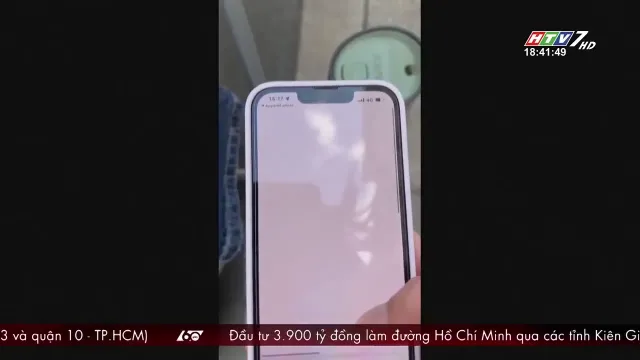 HTV7 HD
18:41:49
3 và quận 10 - TP.HCM) 60 Đầu tư 3.900 tỷ đồng làm đường Hồ Chí Minh qua các tỉnh Kiên Gi